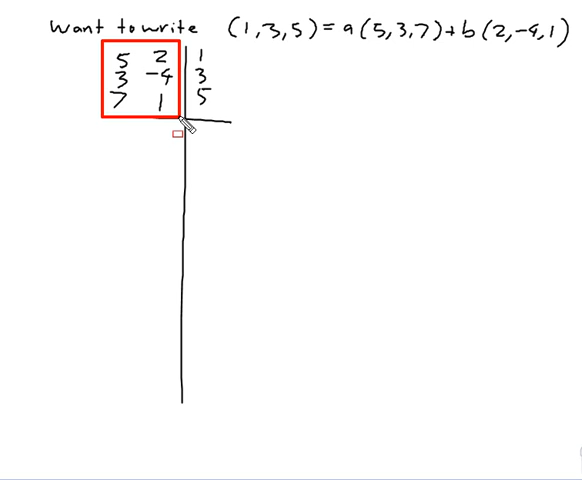 Want to write (1,3,5) = a(5,3,7) + b(2,-4,1)
5 2 1
3 -4 3
7 1 5